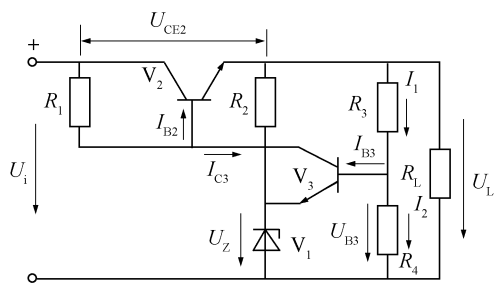 U_CE2
+
V_2
R_1
R_2
R_3
I_1
I_B2
I_B3
U_i
I_C3
V_3
R_L
U_L
I_2
U_Z
V_1
U_B3
R_4